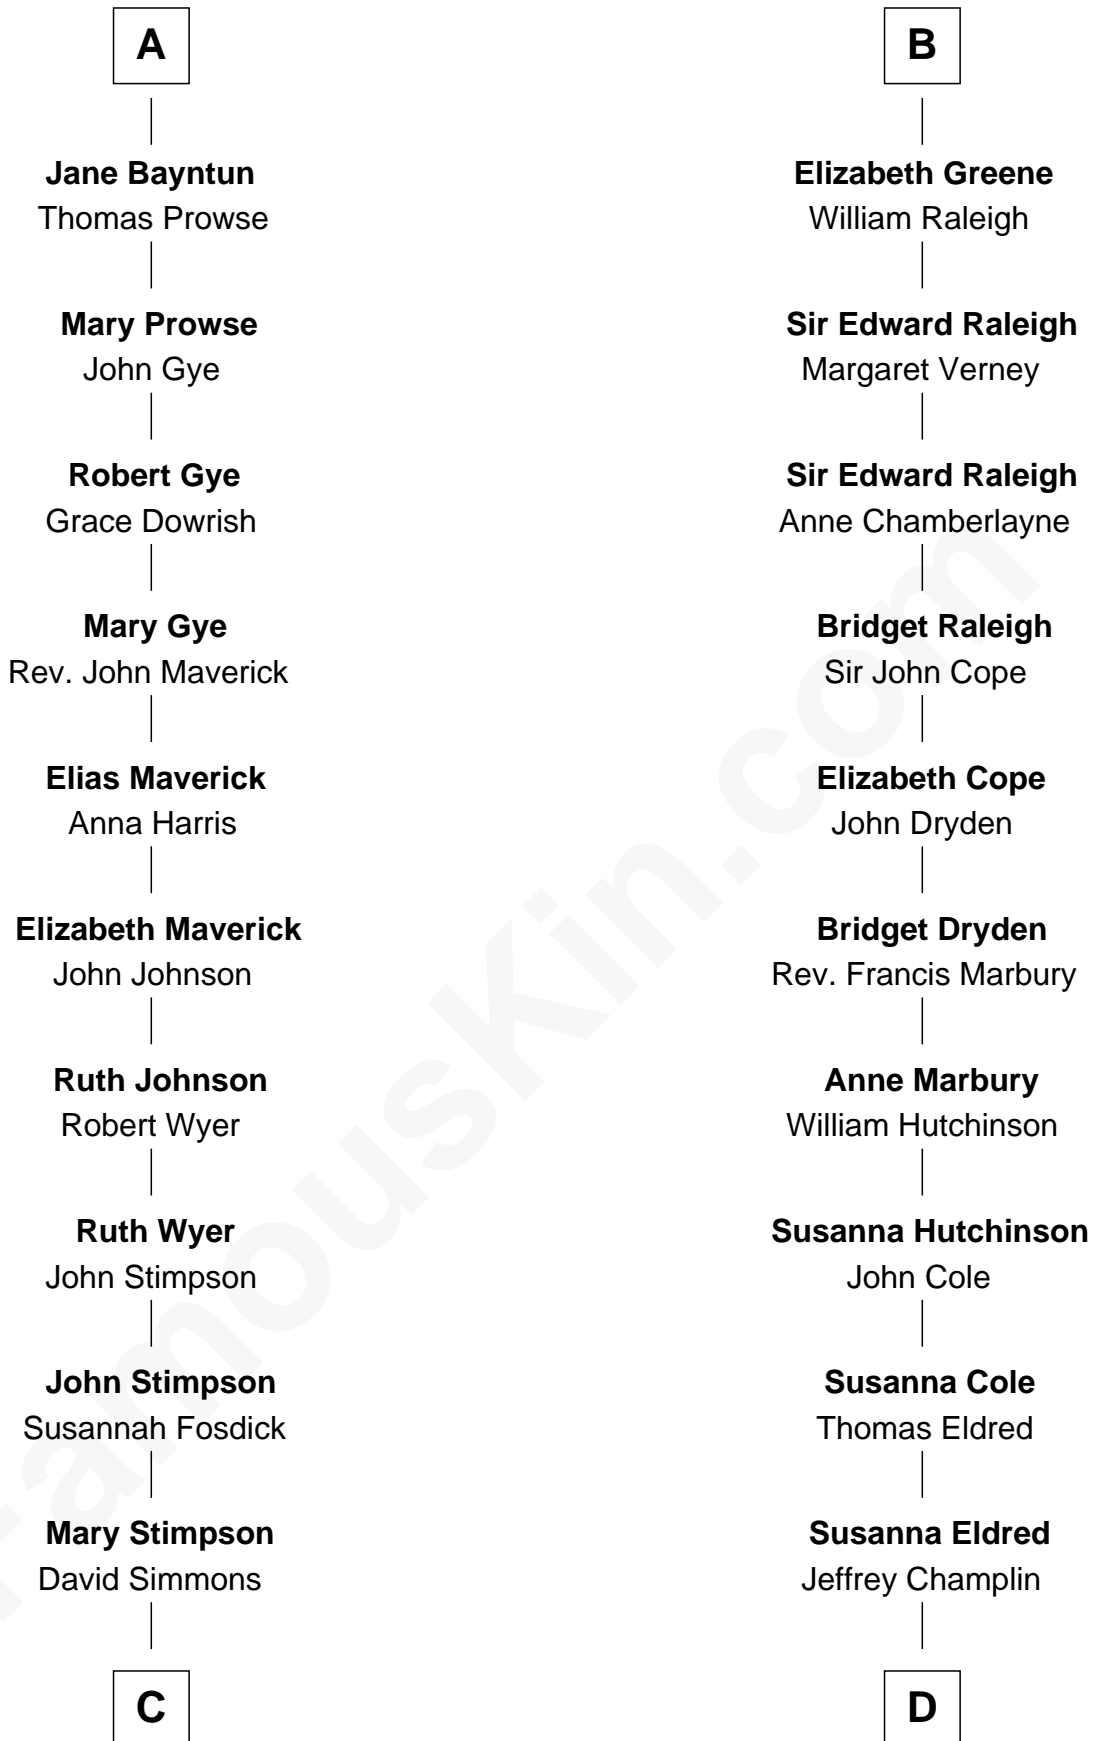 A
Jane Bayntun
Thomas Prowse
Mary Prowse
John Gye
Robert Gye
Grace Dowrish
Mary Gye
Rev. John Maverick
Elias Maverick
Anna Harris
Elizabeth Maverick
John Johnson
Ruth Johnson
Robert Wyer
Ruth Wyer
John Stimpson
John Stimpson
Susannah Fosdick
Mary Stimpson
David Simmons
C
B
Elizabeth Greene
William Raleigh
Sir Edward Raleigh
Margaret Verney
Sir Edward Raleigh
Anne Chamberlayne
Bridget Raleigh
Sir John Cope
Elizabeth Cope
John Dryden
Bridget Dryden
Rev. Francis Marbury
Anne Marbury
William Hutchinson
Susanna Hutchinson
John Cole
Susanna Cole
Thomas Eldred
Susanna Eldred
Jeffrey Champlin
D
FamousKin.com